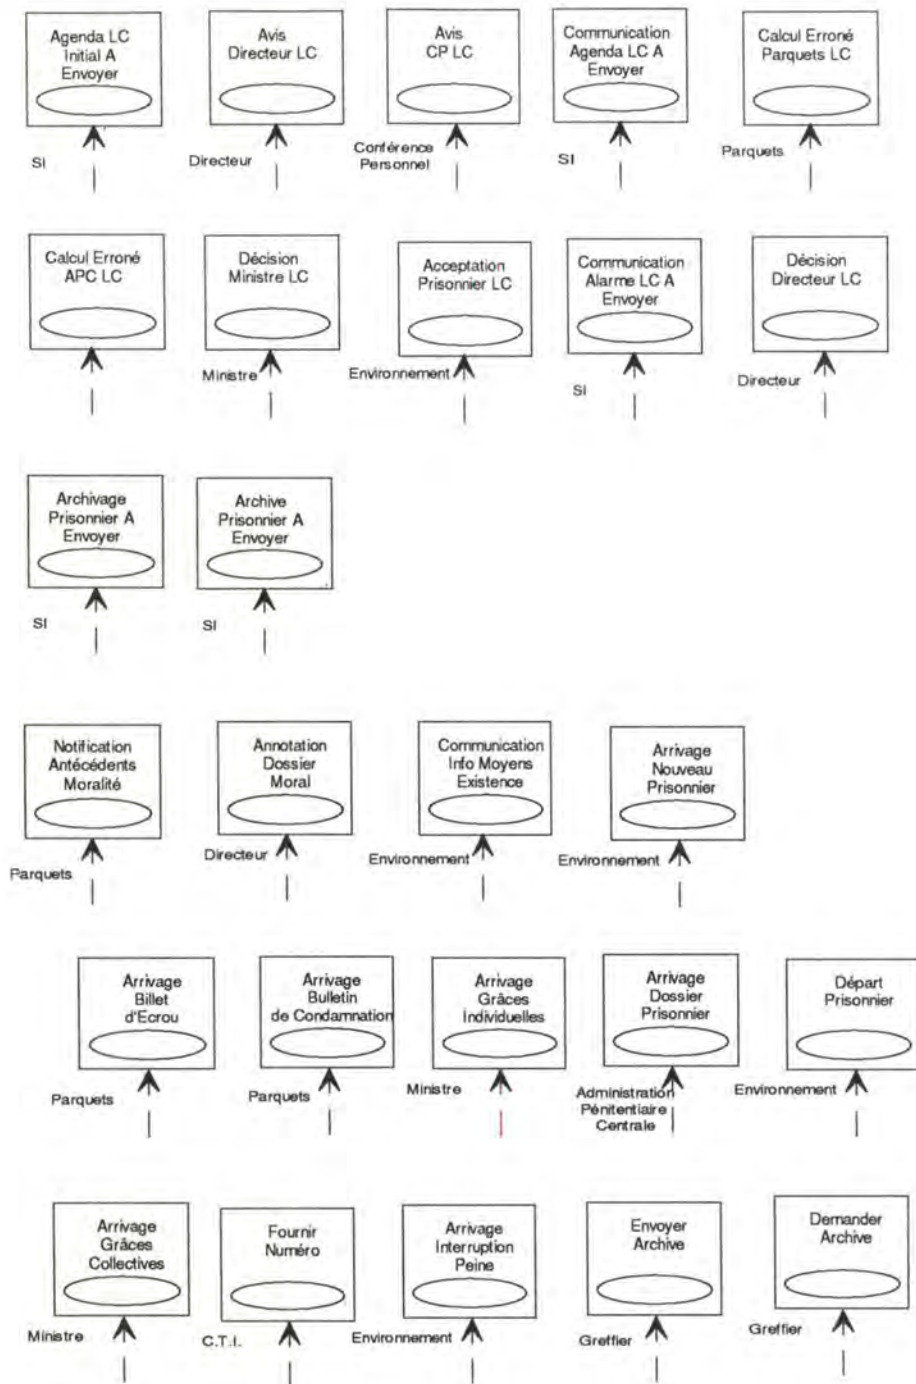 Agenda LC
Initial A
Envoyer
SI
Avis
Directeur LC
Directeur
Avis
CP LC
Conférence
Personnel
Communication
Agenda LC A
Envoyer
SI
Calcul Erroné
Parquets LC
Parquets
Calcul Erroné
APC LC
Décision
Ministre LC
Ministre
Acceptation
Prisonnier LC
Environnement
Communication
Alarme LC A
Envoyer
SI
Décision
Directeur LC
Directeur
Archivage
Prisonnier A
Envoyer
SI
Archive
Prisonnier A
Envoyer
SI
Notification
Antécédents
Moralité
Parquets
Annotation
Dossier
Moral
Directeur
Communication
Info Moyens
Existence
Environnement
Arrivage
Nouveau
Prisonnier
Environnement
Arrivage
Billet
d'Ecrou
Parquets
Arrivage
Bulletin
de Condamnation
Parquets
Arrivage
Grâces
Individuelles
Ministre
Arrivage
Dossier
Prisonnier
Administration
Pénitentiaire
Centrale
Départ
Prisonnier
Environnement
Arrivage
Grâces
Collectives
Ministre
Fournir
Numéro
C.T.I.
Arrivage
Interruption
Peine
Environnement
Envoyer
Archive
Greffier
Demander
Archive
Greffier